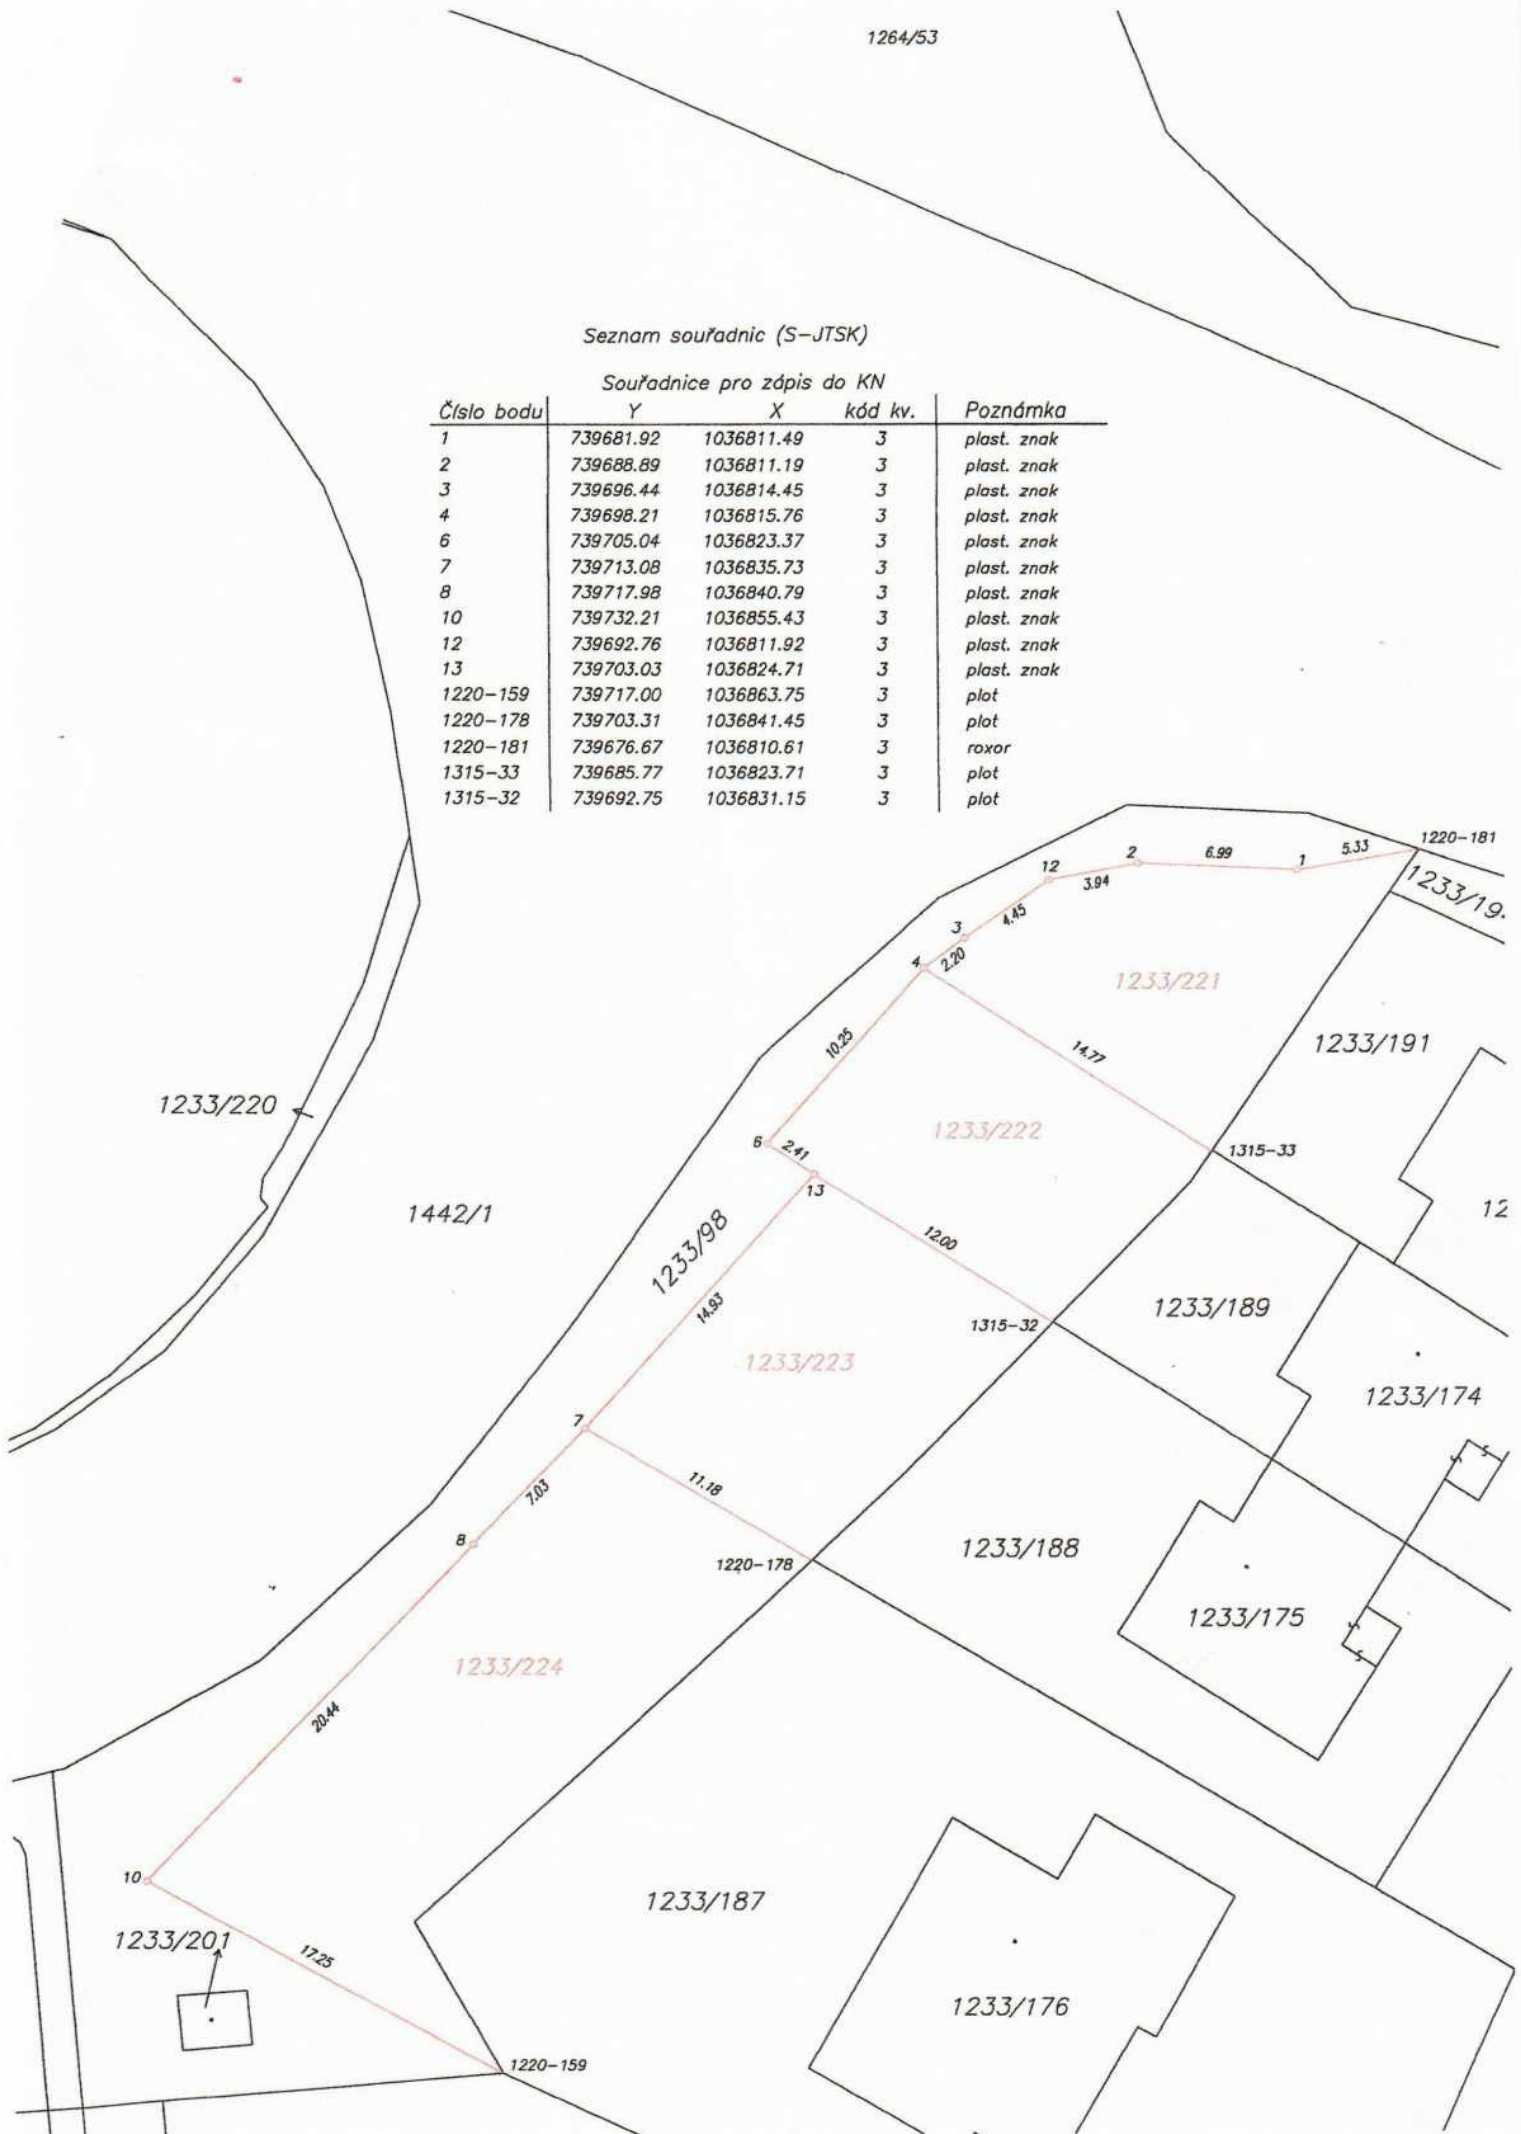 1264/53
Seznam souřadnic (S-JTSK)
Souřadnice pro zápis do KN
Číslo bodu Y X kód kv. Poznámka
1 739681.92 1036811.49 3 plast. znak
2 739688.89 1036811.19 3 plast. znak
3 739696.44 1036814.45 3 plast. znak
4 739698.21 1036815.76 3 plast. znak
6 739705.04 1036823.37 3 plast. znak
7 739713.08 1036835.73 3 plast. znak
8 739717.98 1036840.79 3 plast. znak
10 739732.21 1036855.43 3 plast. znak
12 739692.76 1036811.92 3 plast. znak
13 739703.03 1036824.71 3 plast. znak
1220-159 739717.00 1036863.75 3 plot
1220-178 739703.31 1036841.45 3 plot
1220-181 739676.67 1036810.61 3 roxor
1315-33 739685.77 1036823.71 3 plot
1315-32 739692.75 1036831.15 3 plot
1220-181
5.33
1
6.99
2
3.94
12
4.45
3
2.20
4
1233/19
1233/221
10.25
14.77
1233/191
1233/220
1233/222
6
2.41
13
1315-33
12
1442/1
1233/98
12.00
14.93
1233/189
1315-32
1233/223
1233/174
7
11.18
7.03
8
1220-178
1233/188
1233/175
1233/224
20.44
10
1233/187
1233/201
17.25
1233/176
1220-159